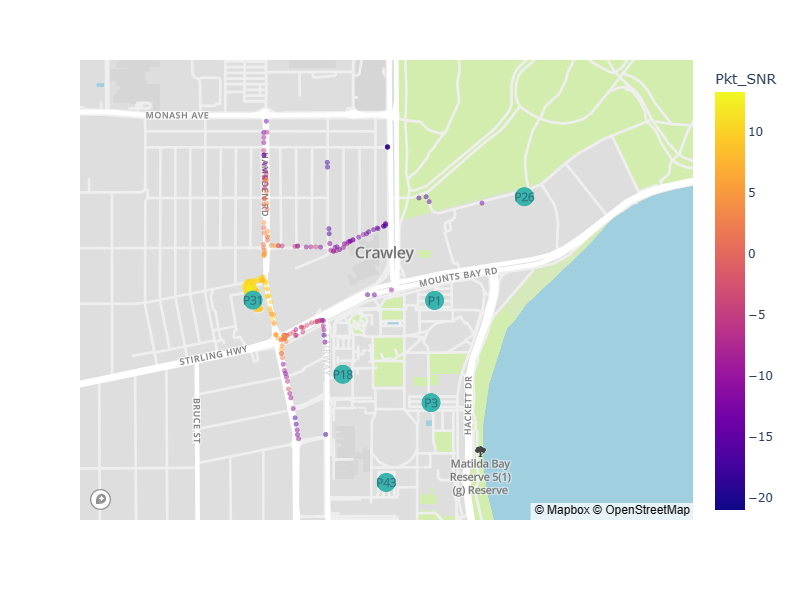 Pkt_SNR
MONASH AVE
HAMPDEN RD
P26
Crawley
MOUNTS BAY RD
P31
P1
STIRLING HWY
P18
P3
HACKETT DR
BRUCE ST
Matilda Bay
Reserve 5(1)
(g) Reserve
P43
© Mapbox © OpenStreetMap
10
5
0
−5
−10
−15
−20